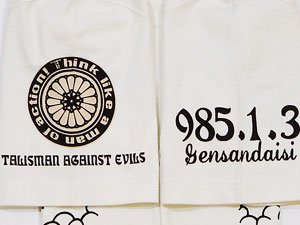 Think like a man of action!
TALISMAN AGAINST EVILS
985.1.3
Gensandaisi